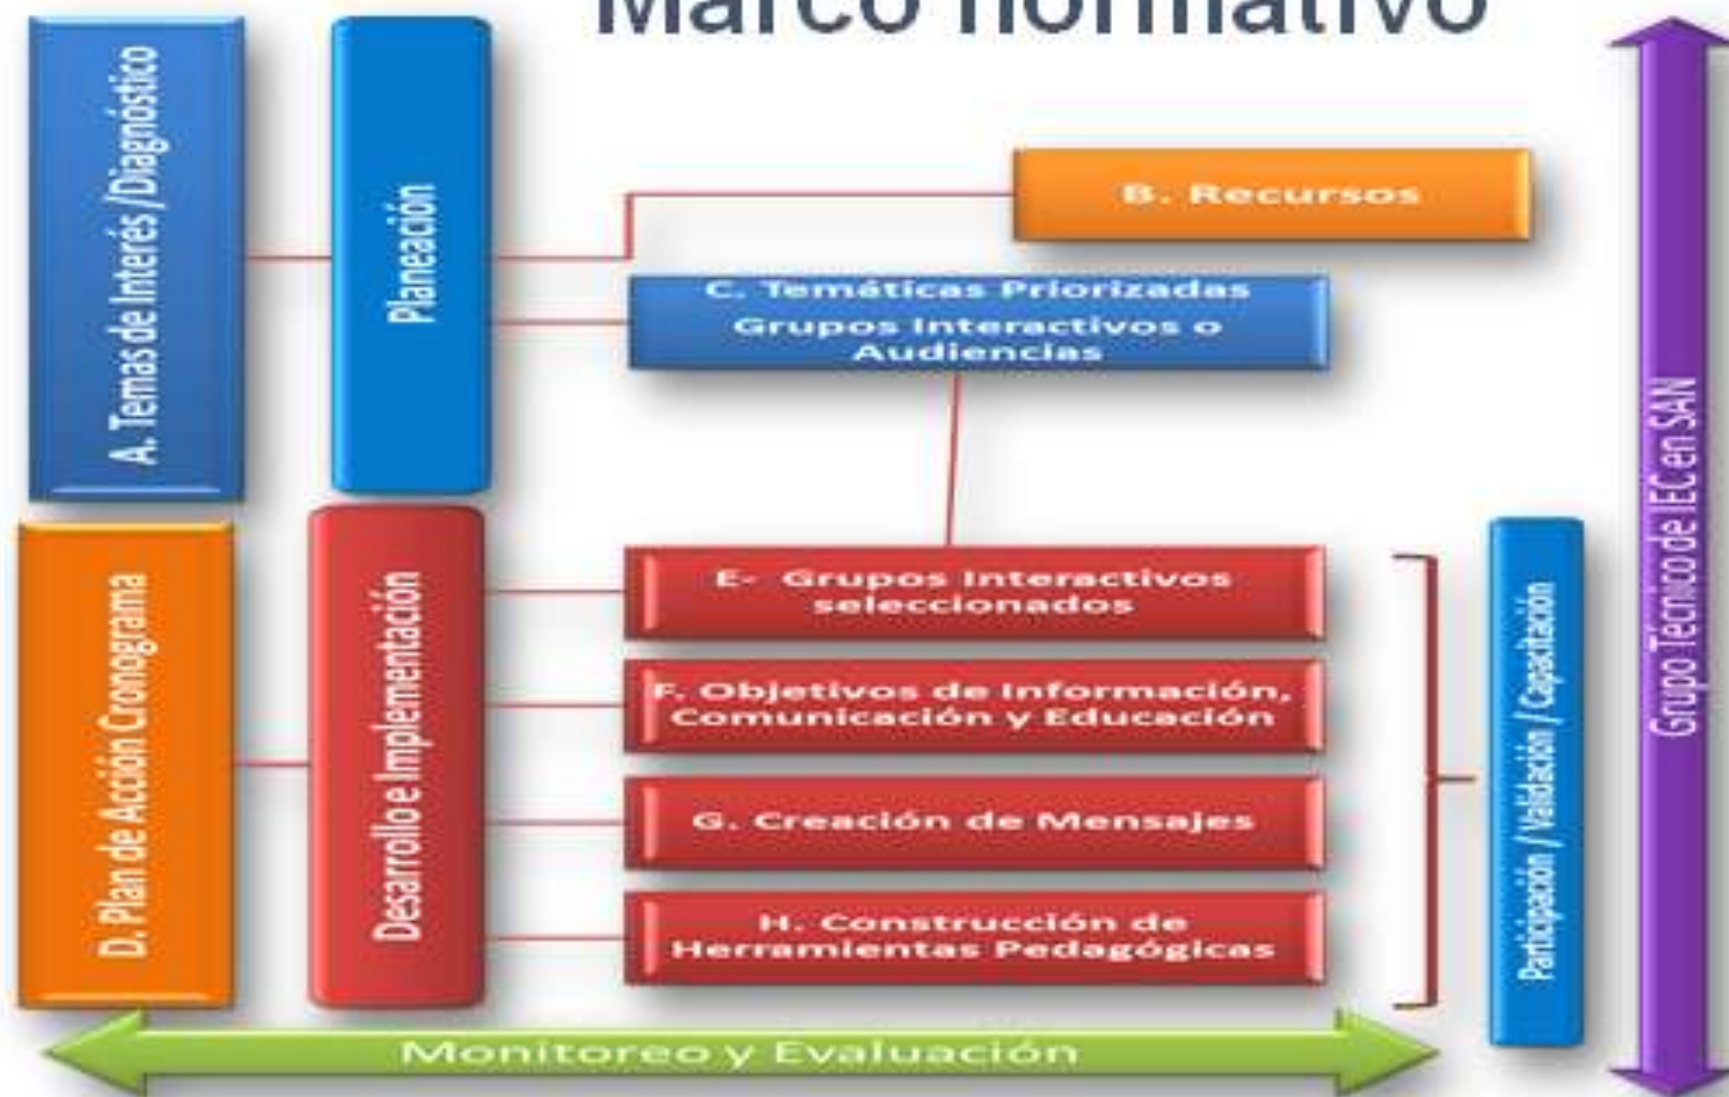 Marco normativo
A. Temas de Interés /Diagnóstico
Planeación
B. Recursos
C. Temáticas Priorizadas
Grupos Interactivos o
Audiencias
D. Plan de Acción Cronograma
Desarrollo e Implementación
E- Grupos Interactivos
seleccionados
F. Objetivos de Información,
Comunicación y Educación
G. Creación de Mensajes
H. Construcción de
Herramientas Pedagógicas
Participación / Validación / Capacitación
Grupo Técnico de IEC en SAN
Monitoreo y Evaluación